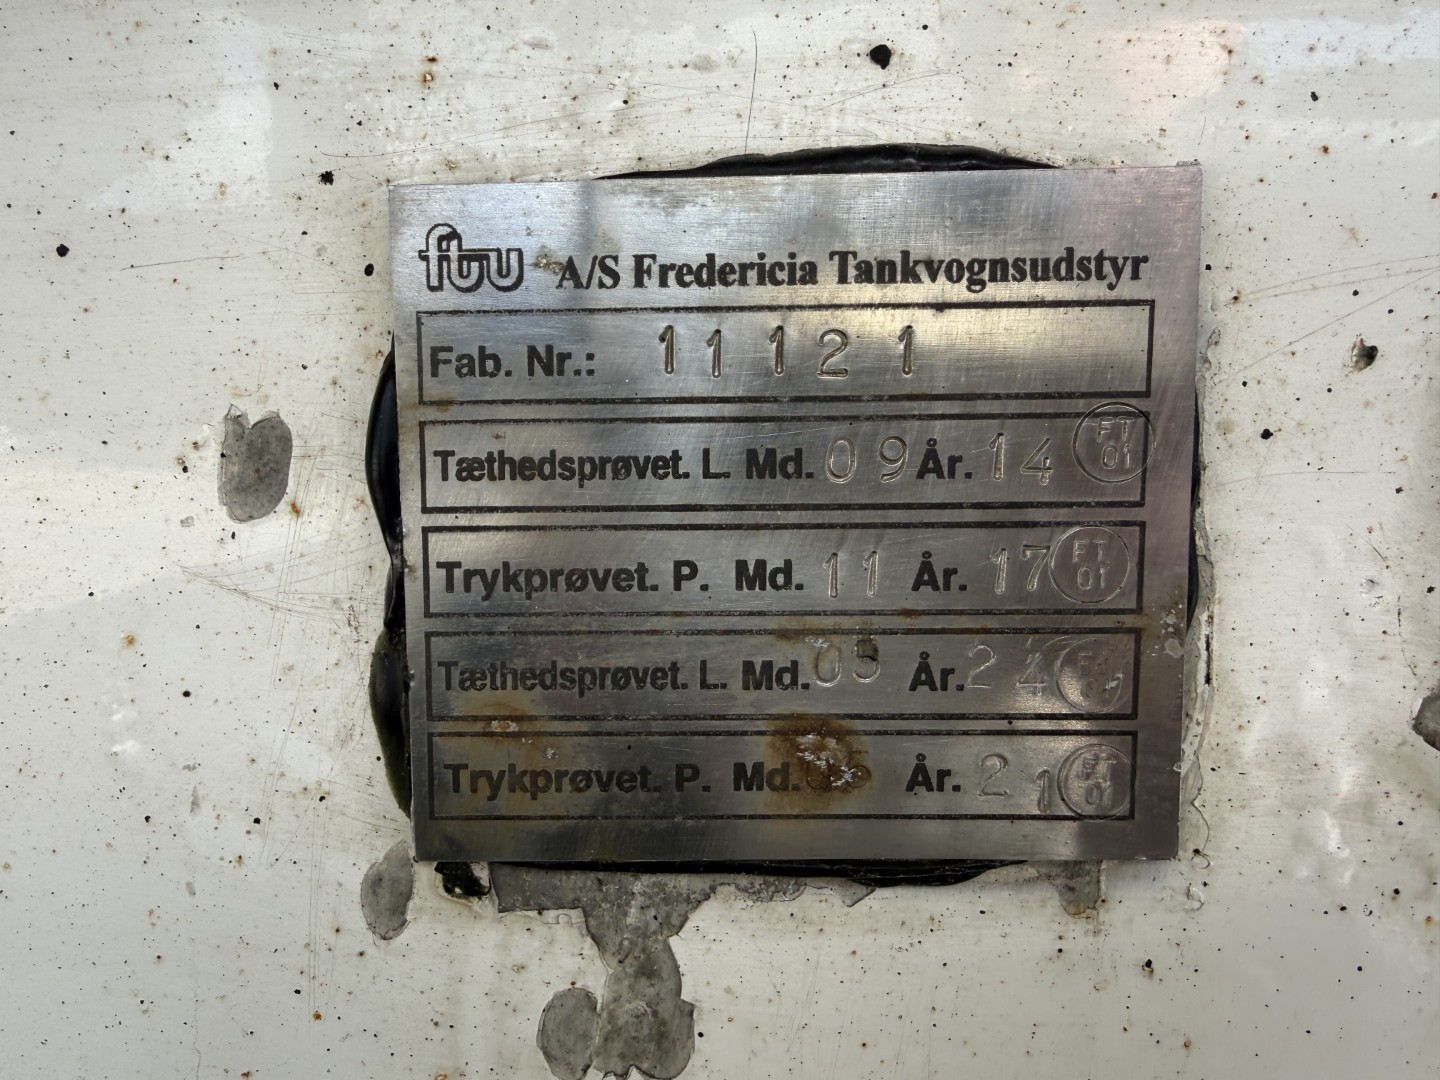 ftu A/S Fredericia Tankvognsudstyr
Fab. Nr.: 11121
Tæthedsprøvet. L. Md. 09 År. 14 FT 01
Trykprøvet. P. Md. 11 År. 17 FT 01
Tæthedsprøvet. L. Md. 05 År. 24 FT
Trykprøvet. P. Md. År. 21 FT 01